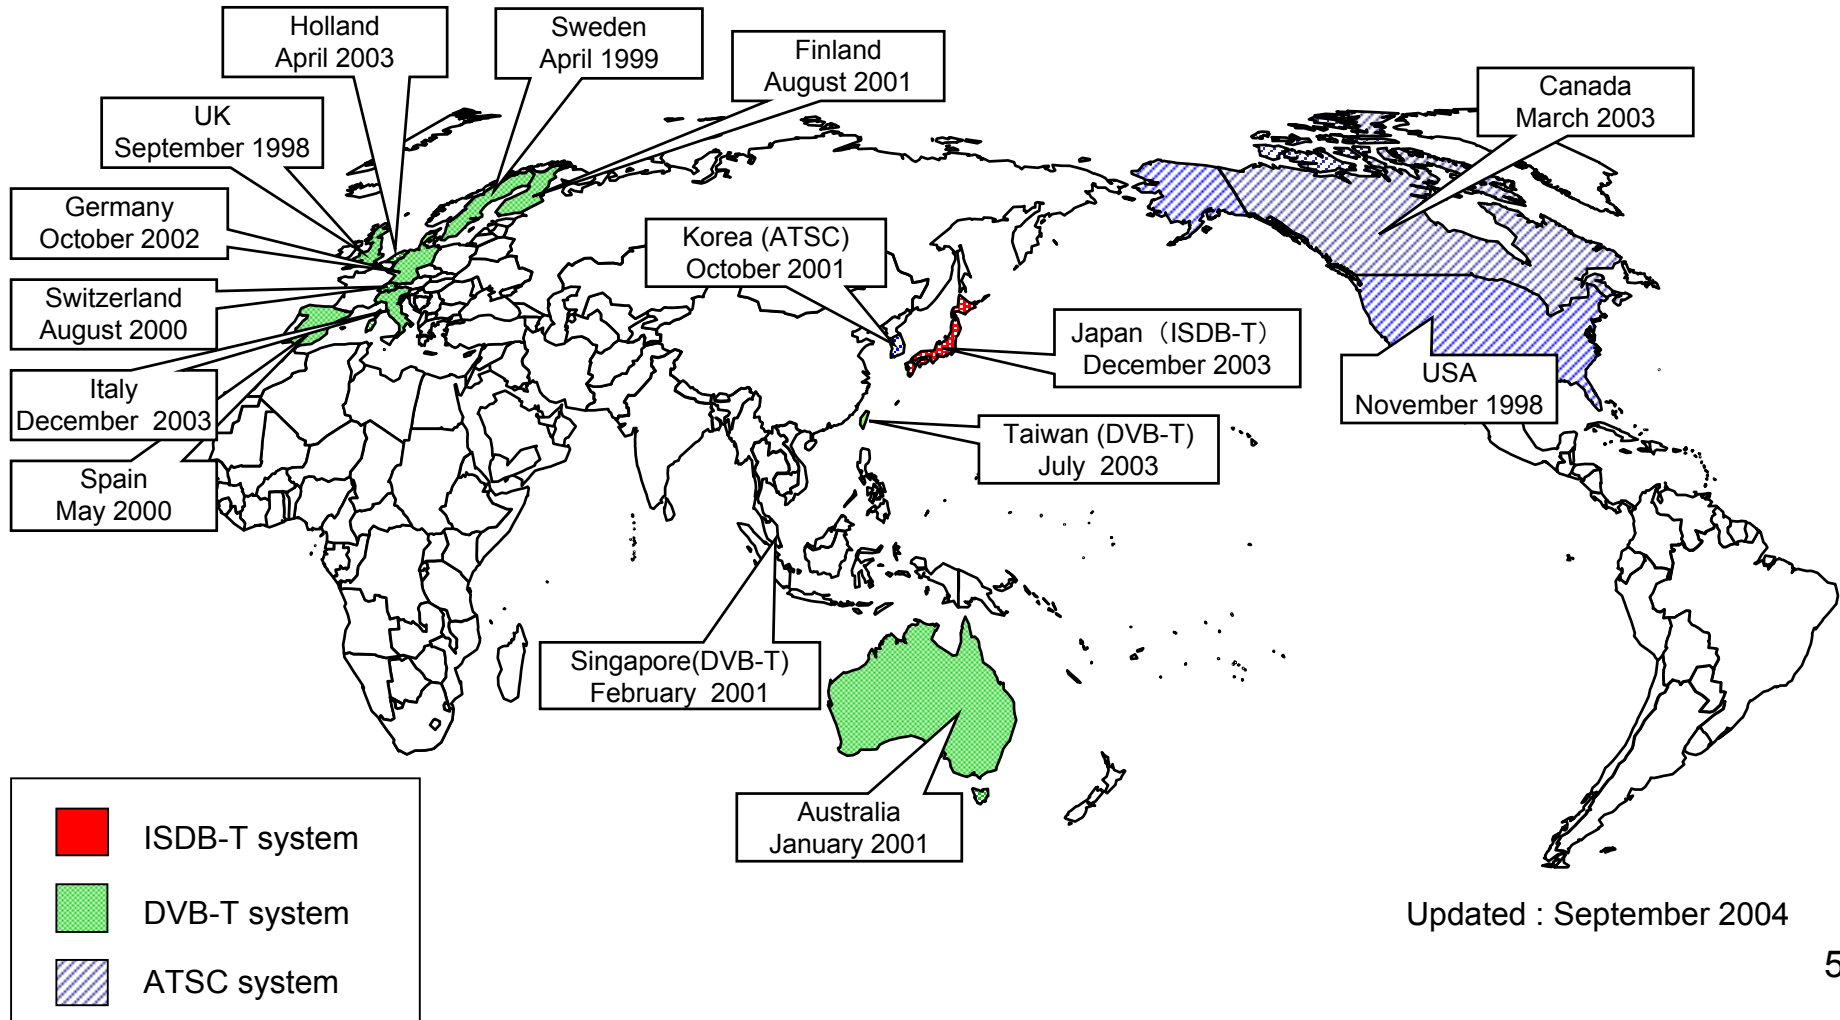 Holland
April 2003
Sweden
April 1999
Finland
August 2001
Canada
March 2003
UK
September 1998
Germany
October 2002
Korea (ATSC)
October 2001
Switzerland
August 2000
Japan（ISDB-T）
December 2003
USA
November 1998
Italy
December 2003
Taiwan (DVB-T)
July 2003
Spain
May 2000
Singapore(DVB-T)
February 2001
Australia
January 2001
ISDB-T system
DVB-T system
ATSC system
Updated : September 2004
5